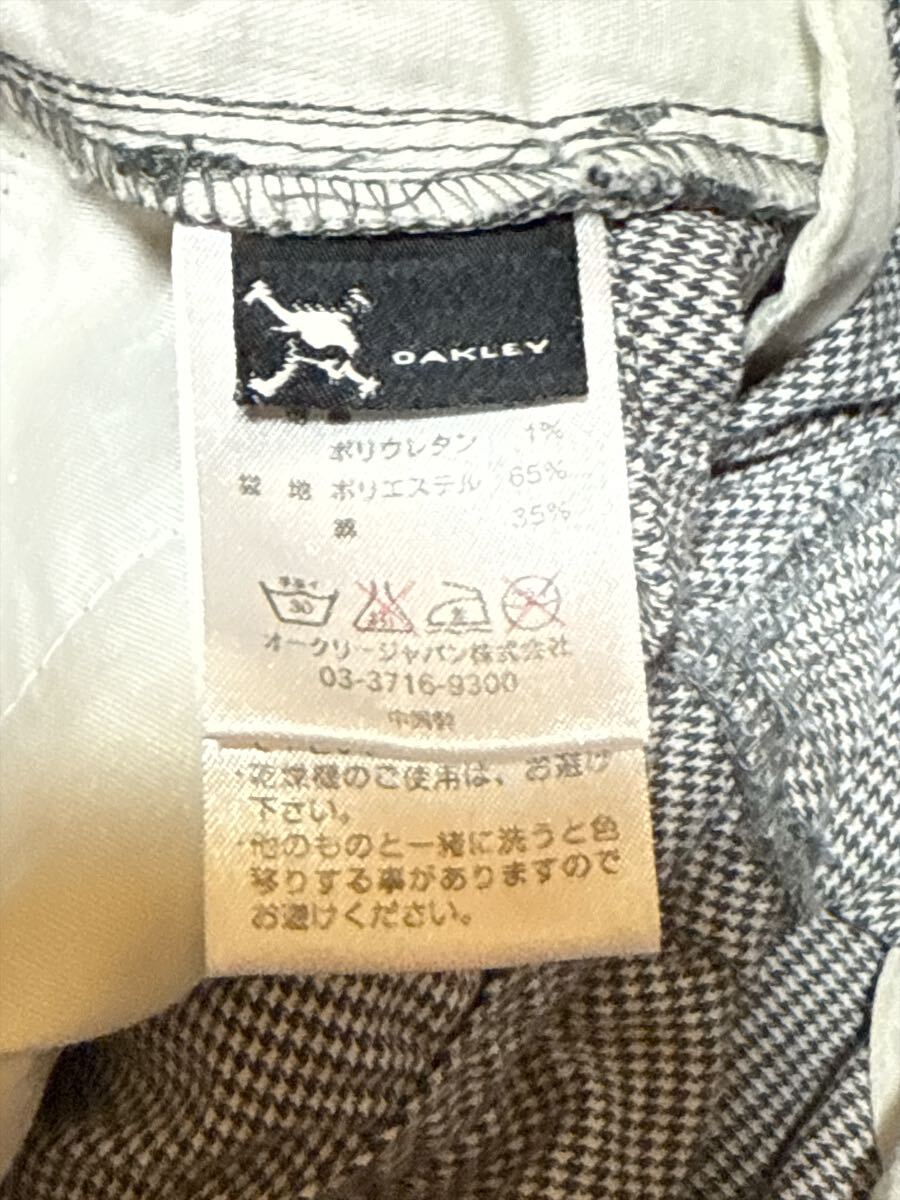 OAKLEY
ポリウレタン 1%
袋 地 ポリエステル 65%
綿 35%
手洗イ
30
オークリージャパン株式会社
03-3716-9300
中国製
・乾燥機のご使用は、お避け
下さい。
・他のものと一緒に洗うと色
移りする事がありますので
お避けください。